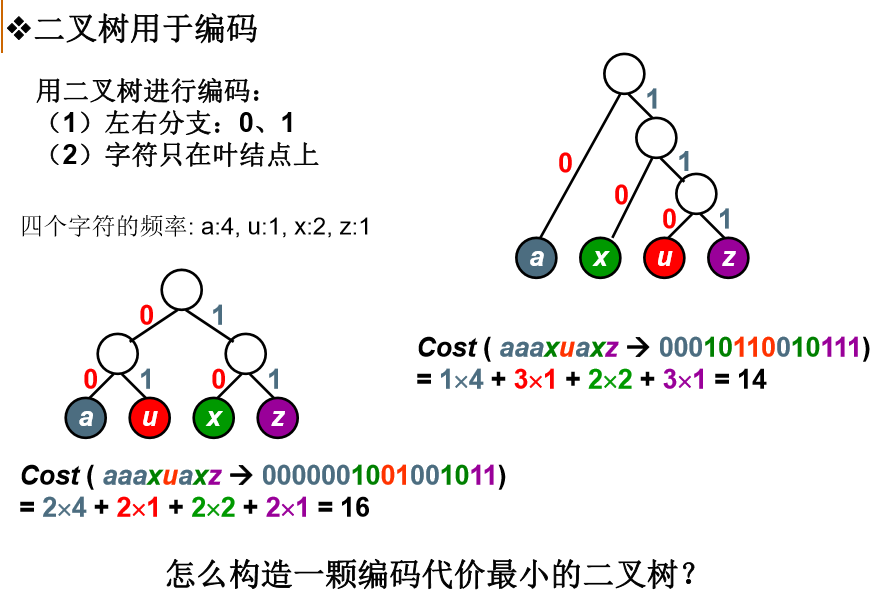 ❖二叉树用于编码
用二叉树进行编码：
（1）左右分支：0、1
（2）字符只在叶结点上
四个字符的频率: a:4, u:1, x:2, z:1
0 1
0 1 0 1
a u x z
Cost ( aaaxuaxz → 0000001001001011)
= 2×4 + 2×1 + 2×2 + 2×1 = 16
1
0 1
0
0 1
a x u z
Cost ( aaaxuaxz → 00010110010111)
= 1×4 + 3×1 + 2×2 + 3×1 = 14
怎么构造一颗编码代价最小的二叉树？